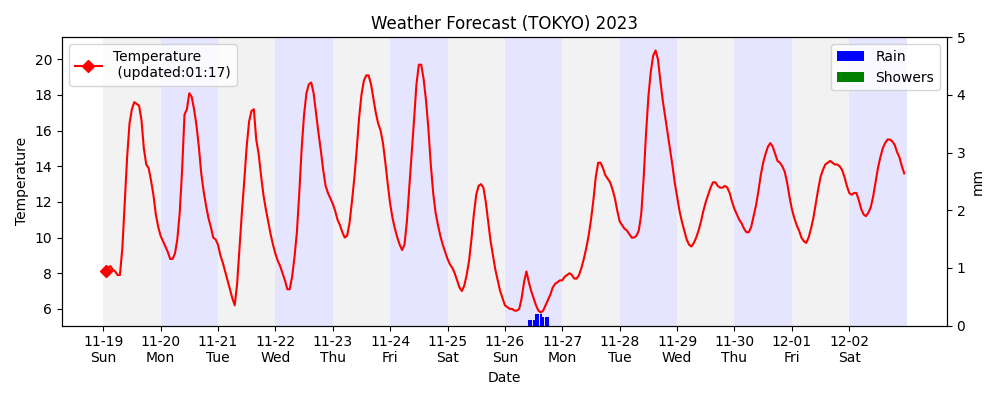 Weather Forecast (TOKYO) 2023
Temperature
(updated:01:17)
Rain
Showers
Temperature
20
18
16
14
12
10
8
6
5
4
3
2
1
0
mm
11-19 11-20 11-21 11-22 11-23 11-24 11-25 11-26 11-27 11-28 11-29 11-30 12-01 12-02
Sun Mon Tue Wed Thu Fri Sat Sun Mon Tue Wed Thu Fri Sat
Date